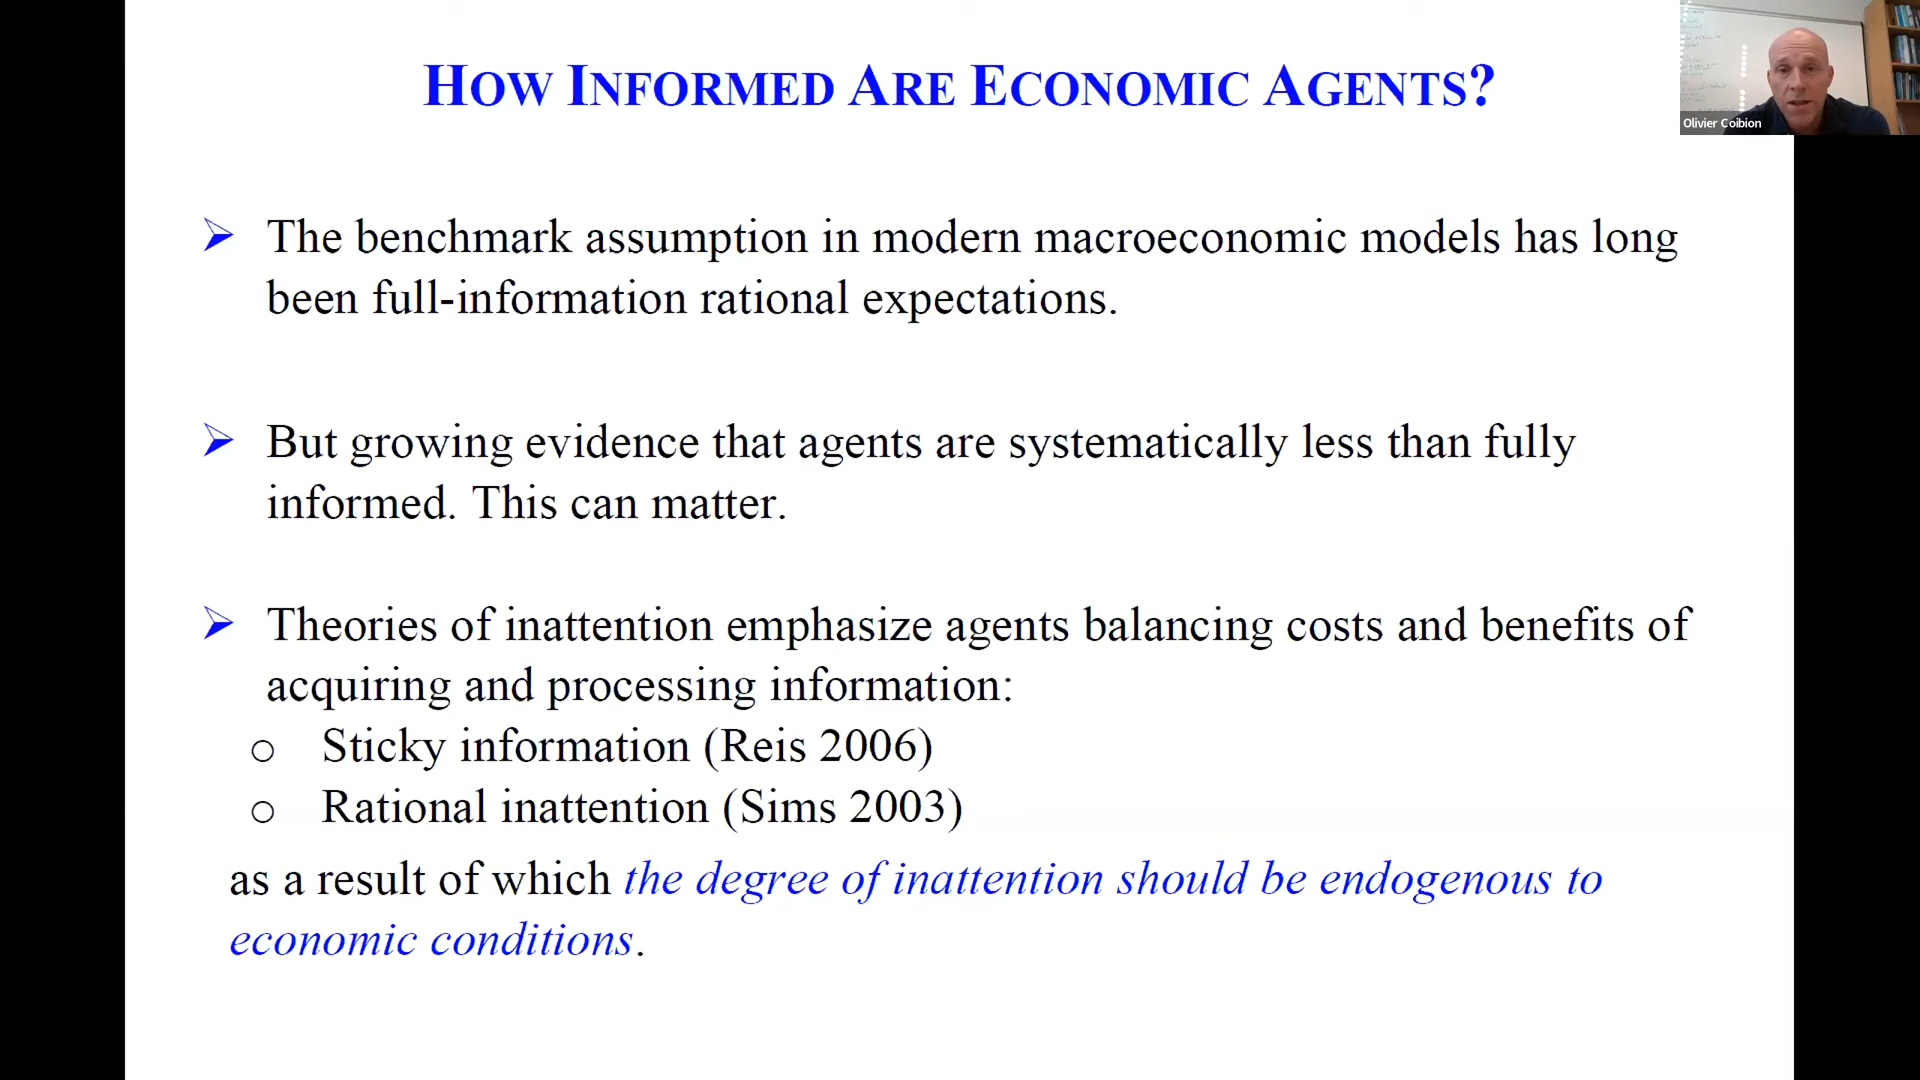 HOW INFORMED ARE ECONOMIC AGENTS?
Olivier Coibion
➢ The benchmark assumption in modern macroeconomic models has long
been full-information rational expectations.
➢ But growing evidence that agents are systematically less than fully
informed. This can matter.
➢ Theories of inattention emphasize agents balancing costs and benefits of
acquiring and processing information:
o Sticky information (Reis 2006)
o Rational inattention (Sims 2003)
as a result of which the degree of inattention should be endogenous to
economic conditions.